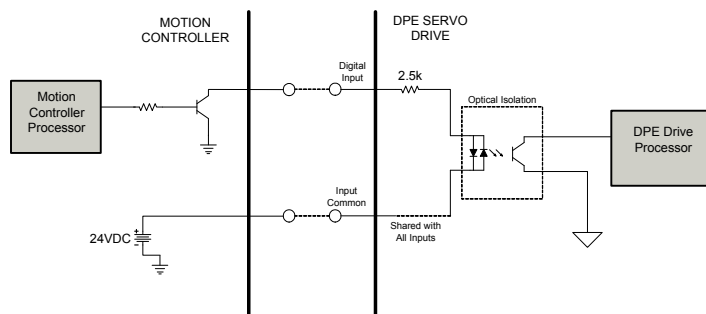 MOTION
CONTROLLER
DPE SERVO
DRIVE
Digital
Input
2.5k
Optical Isolation
Motion
Controller
Processor
DPE Drive
Processor
Input
Common
Shared with
All Inputs
24VDC
+
-